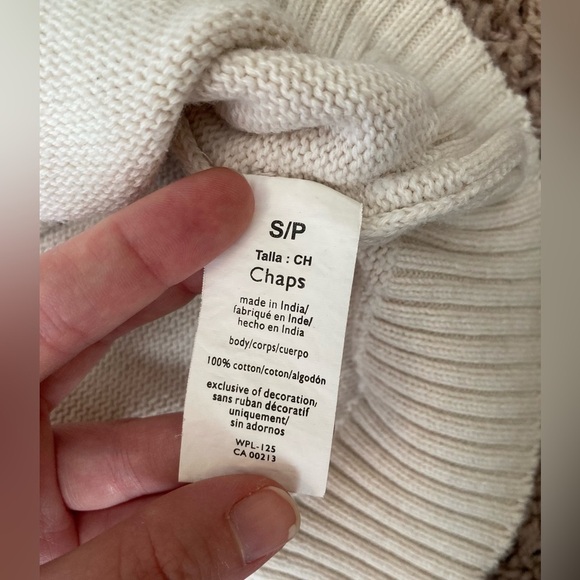 S/P
Talla : CH
Chaps
made in India/
fabriqué en Inde/
hecho en India
body/corps/cuerpo
100% cotton/coton/algodón
exclusive of decoration/
sans ruban décoratif
uniquement/
sin adornos
WPL-125
CA 00213